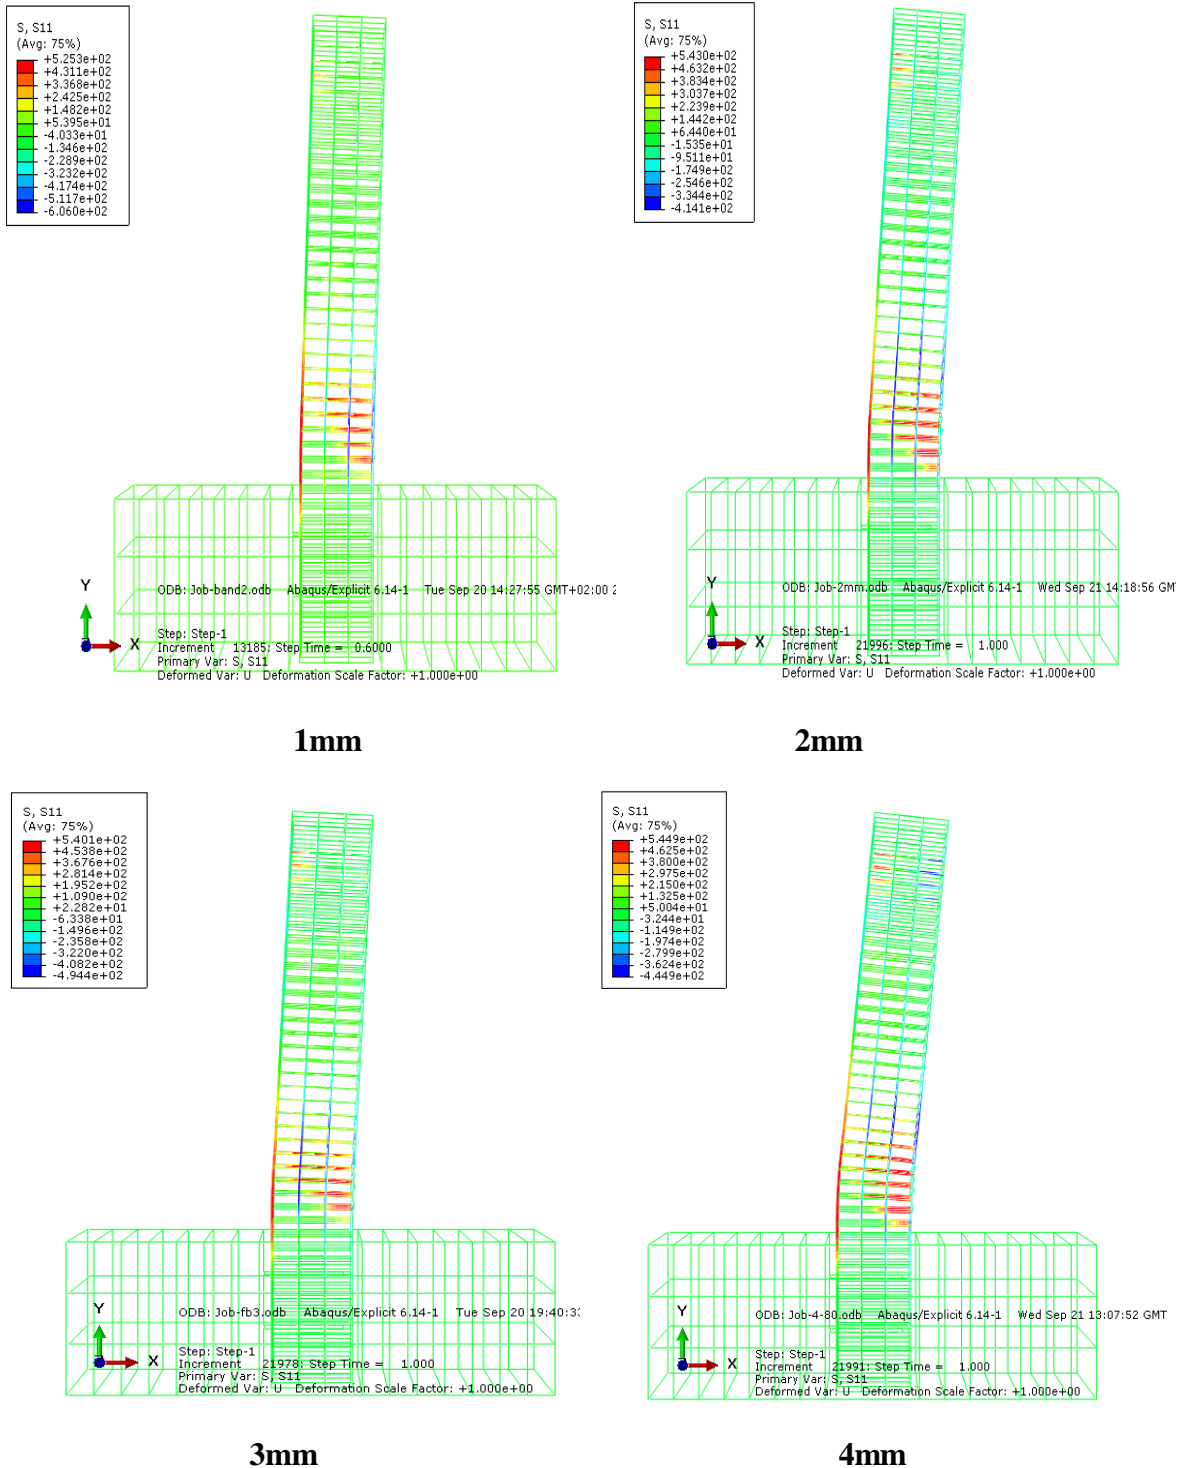 S, S11
(Avg: 75%)
+5.253e+02
+4.311e+02
+3.368e+02
+2.425e+02
+1.482e+02
+5.395e+01
-4.033e+01
-1.346e+02
-2.289e+02
-3.232e+02
-4.174e+02
-5.117e+02
-6.060e+02
Y
X
ODB: Job-band2.odb Abaqus/Explicit 6.14-1 Tue Sep 20 14:27:55 GMT+02:00 2
Step: Step-1
Increment 13185: Step Time = 0.6000
Primary Var: S, S11
Deformed Var: U Deformation Scale Factor: +1.000e+00
1mm
S, S11
(Avg: 75%)
+5.430e+02
+4.632e+02
+3.834e+02
+3.037e+02
+2.239e+02
+1.442e+02
+6.440e+01
-1.535e+01
-9.511e+01
-1.749e+02
-2.546e+02
-3.344e+02
-4.141e+02
Y
X
ODB: Job-2mm.odb Abaqus/Explicit 6.14-1 Wed Sep 21 14:18:56 GM
Step: Step-1
Increment 21996: Step Time = 1.000
Primary Var: S, S11
Deformed Var: U Deformation Scale Factor: +1.000e+00
2mm
S, S11
(Avg: 75%)
+5.401e+02
+4.538e+02
+3.676e+02
+2.814e+02
+1.952e+02
+1.090e+02
+2.282e+01
-6.338e+01
-1.496e+02
-2.358e+02
-3.220e+02
-4.082e+02
-4.944e+02
Y
X
ODB: Job-fb3.odb Abaqus/Explicit 6.14-1 Tue Sep 20 19:40:3
Step: Step-1
Increment 21978: Step Time = 1.000
Primary Var: S, S11
Deformed Var: U Deformation Scale Factor: +1.000e+00
3mm
S, S11
(Avg: 75%)
+5.449e+02
+4.625e+02
+3.800e+02
+2.975e+02
+2.150e+02
+1.325e+02
+5.004e+01
-3.244e+01
-1.149e+02
-1.974e+02
-2.799e+02
-3.624e+02
-4.449e+02
Y
X
ODB: Job-4-80.odb Abaqus/Explicit 6.14-1 Wed Sep 21 13:07:52 GMT
Step: Step-1
Increment 21991: Step Time = 1.000
Primary Var: S, S11
Deformed Var: U Deformation Scale Factor: +1.000e+00
4mm